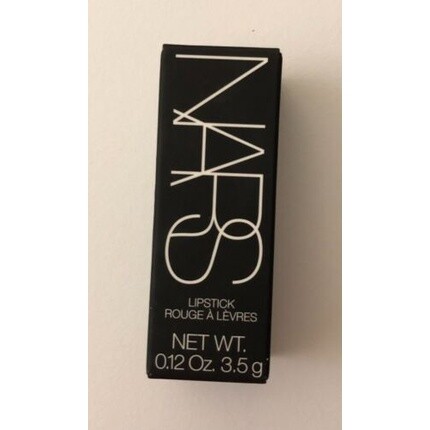 NARS
LIPSTICK
ROUGE À LÈVRES
NET WT.
0.12 Oz. 3.5 g